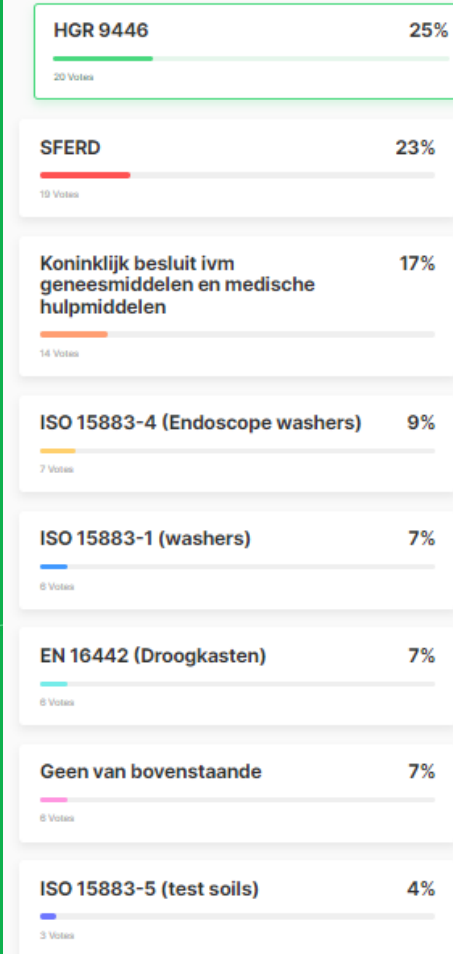 HGR 9446
25%
20 Votes
SFERD
23%
19 Votes
Koninklijk besluit ivm
geneesmiddelen en medische
hulpmiddelen
17%
14 Votes
ISO 15883-4 (Endoscope washers)
9%
7 Votes
ISO 15883-1 (washers)
7%
6 Votes
EN 16442 (Droogkasten)
7%
6 Votes
Geen van bovenstaande
7%
6 Votes
ISO 15883-5 (test soils)
4%
3 Votes